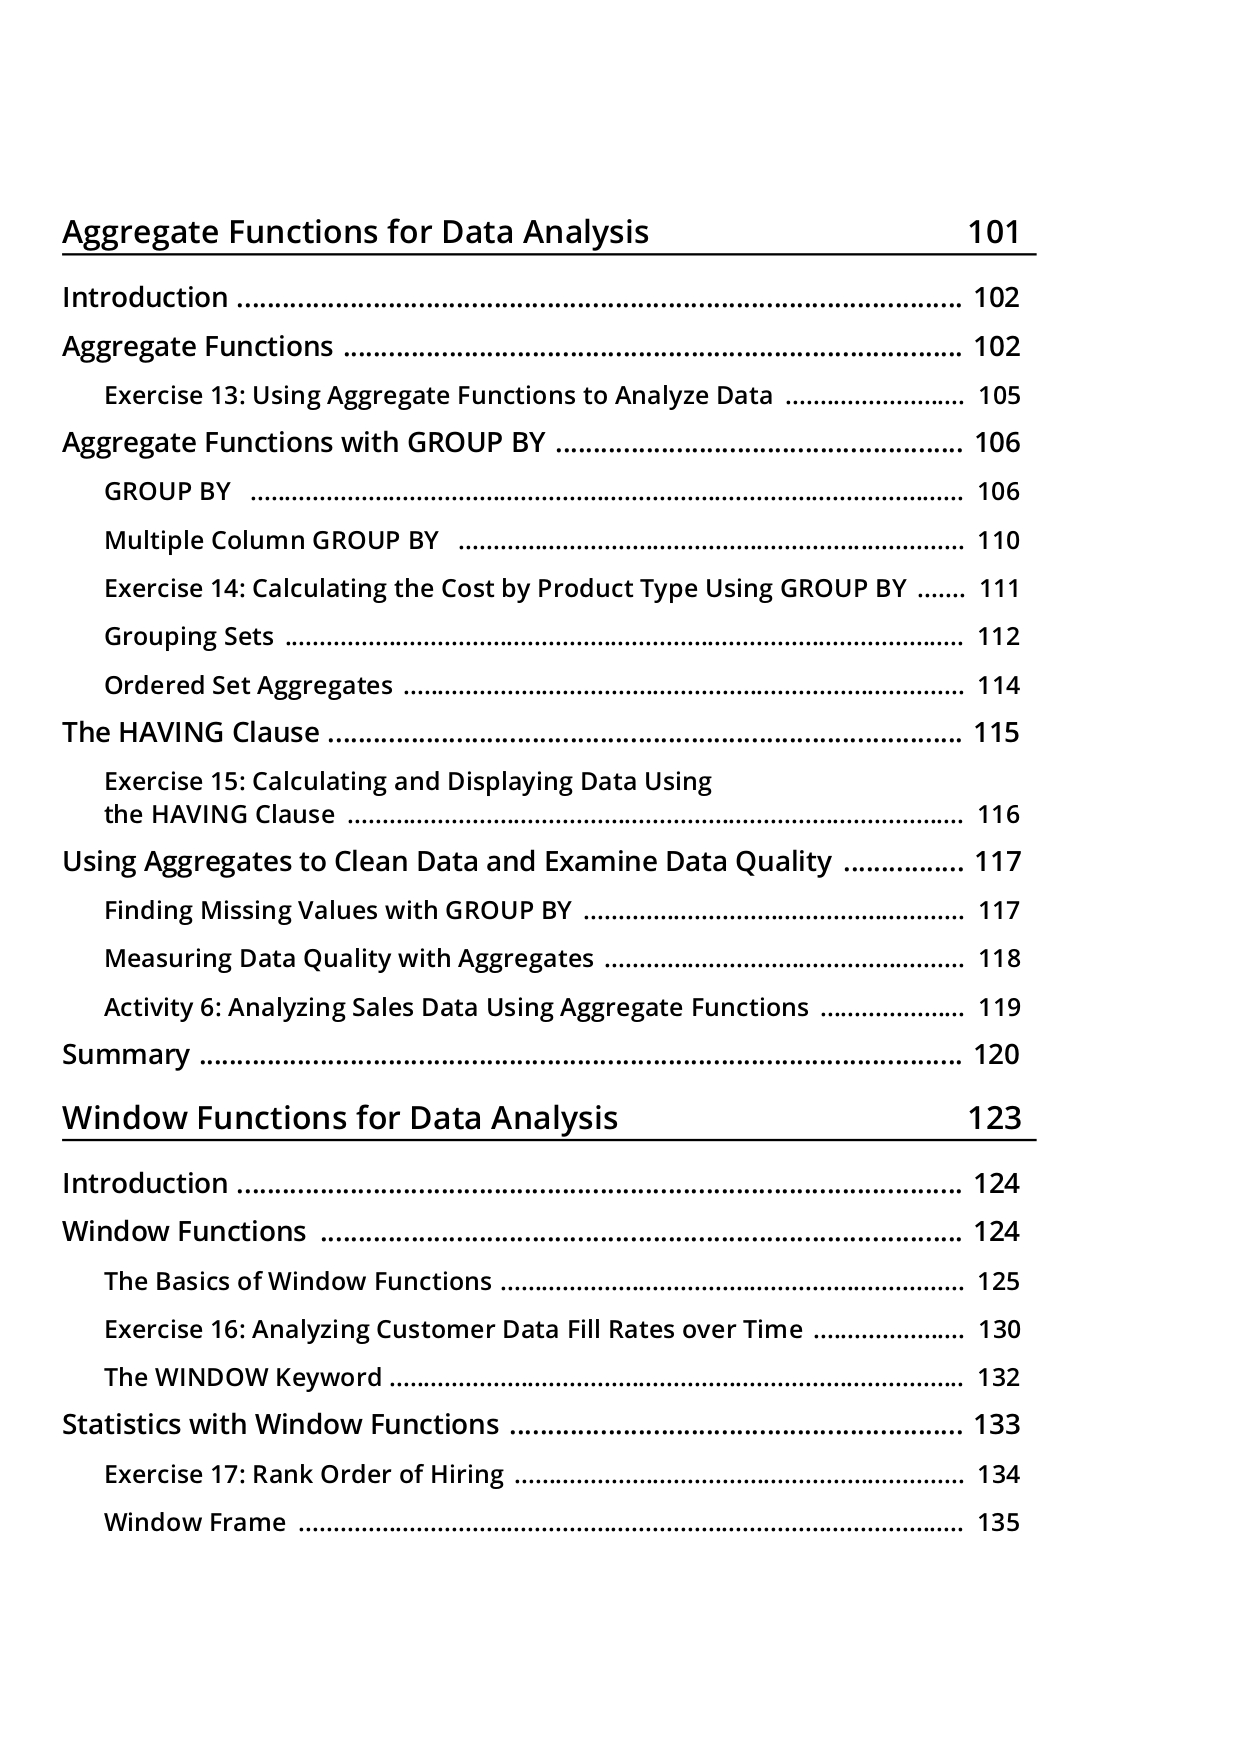 Aggregate Functions for Data Analysis 101
Introduction ................................................................................................ 102
Aggregate Functions .................................................................................. 102
Exercise 13: Using Aggregate Functions to Analyze Data .......................... 105
Aggregate Functions with GROUP BY ...................................................... 106
GROUP BY ....................................................................................................... 106
Multiple Column GROUP BY ......................................................................... 110
Exercise 14: Calculating the Cost by Product Type Using GROUP BY ....... 111
Grouping Sets .................................................................................................. 112
Ordered Set Aggregates ................................................................................. 114
The HAVING Clause .................................................................................... 115
Exercise 15: Calculating and Displaying Data Using
the HAVING Clause ......................................................................................... 116
Using Aggregates to Clean Data and Examine Data Quality ................ 117
Finding Missing Values with GROUP BY ....................................................... 117
Measuring Data Quality with Aggregates .................................................... 118
Activity 6: Analyzing Sales Data Using Aggregate Functions ..................... 119
Summary ..................................................................................................... 120
Window Functions for Data Analysis 123
Introduction ................................................................................................ 124
Window Functions ..................................................................................... 124
The Basics of Window Functions ................................................................... 125
Exercise 16: Analyzing Customer Data Fill Rates over Time ...................... 130
The WINDOW Keyword ................................................................................... 132
Statistics with Window Functions ............................................................ 133
Exercise 17: Rank Order of Hiring ................................................................. 134
Window Frame ................................................................................................ 135